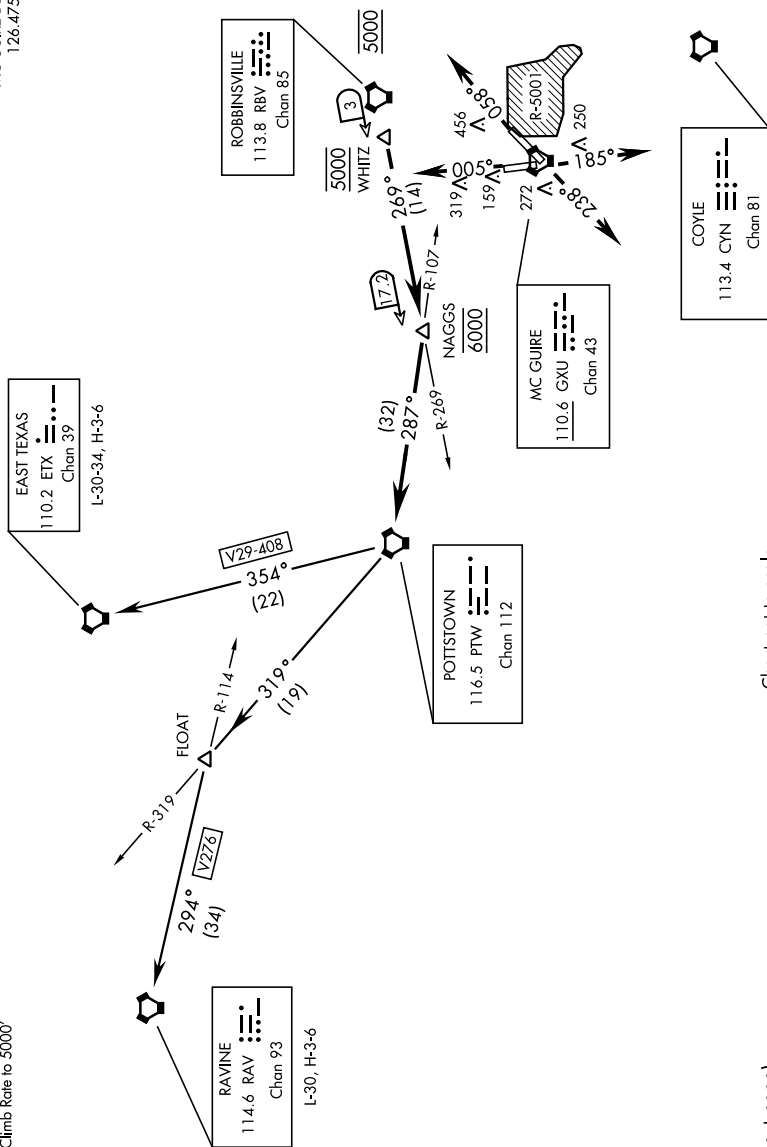 126.475
Climb Rate to 5000'
EAST TEXAS
110.2 ETX
Chan 39
L-30-34, H-3-6
ROBBINSVILLE
113.8 RBV
Chan 85
5000
3
5000
WHITZ
269°
(14)
17.2
R-107
NAGGS
6000
(32)
287°
R-269
V29-408
354°
(22)
319°
(19)
FLOAT
R-114
R-319
V276
294°
(34)
RAVINE
114.6 RAV
Chan 93
L-30, H-3-6
POTTSTOWN
116.5 PTW
Chan 112
MC GUIRE
110.6 GXU
Chan 43
456
058°
R-5001
005°
319
159
250
272
185°
238°
COYLE
113.4 CYN
Chan 81